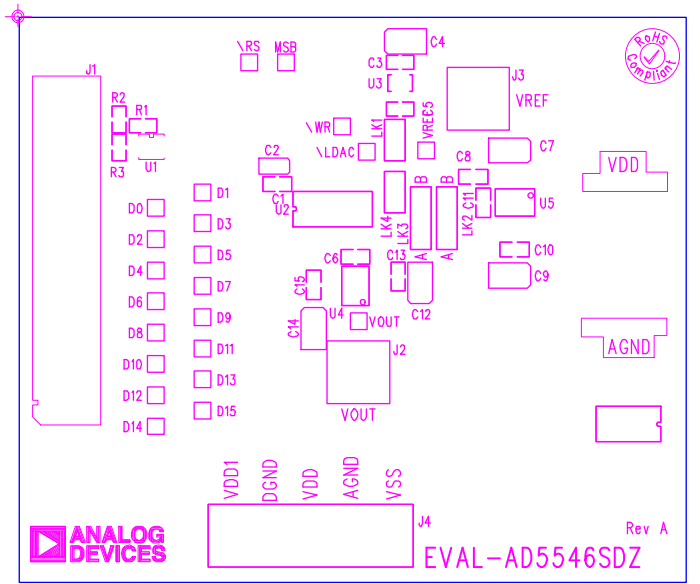 C4
\RS
MSB
C3
RoHS
Compliant
J1
U3
J3
VREF
R2
R1
\WR
LK1
VREC5
C7
\LDAC
R3
U1
C2
C8
VDD
C1
D1
B
B
U2
D0
C11
U5
D3
LK4
LK3
LK2
D2
D5
A
A
C10
C6
C13
D4
C9
D7
C15
D6
U4
C12
D9
VOUT
C14
D8
D11
J2
AGND
D10
D13
D12
D15
VOUT
D14
VDD1
DGND
VDD
AGND
VSS
J4
Rev A
ANALOG
DEVICES
EVAL-AD5546SDZ